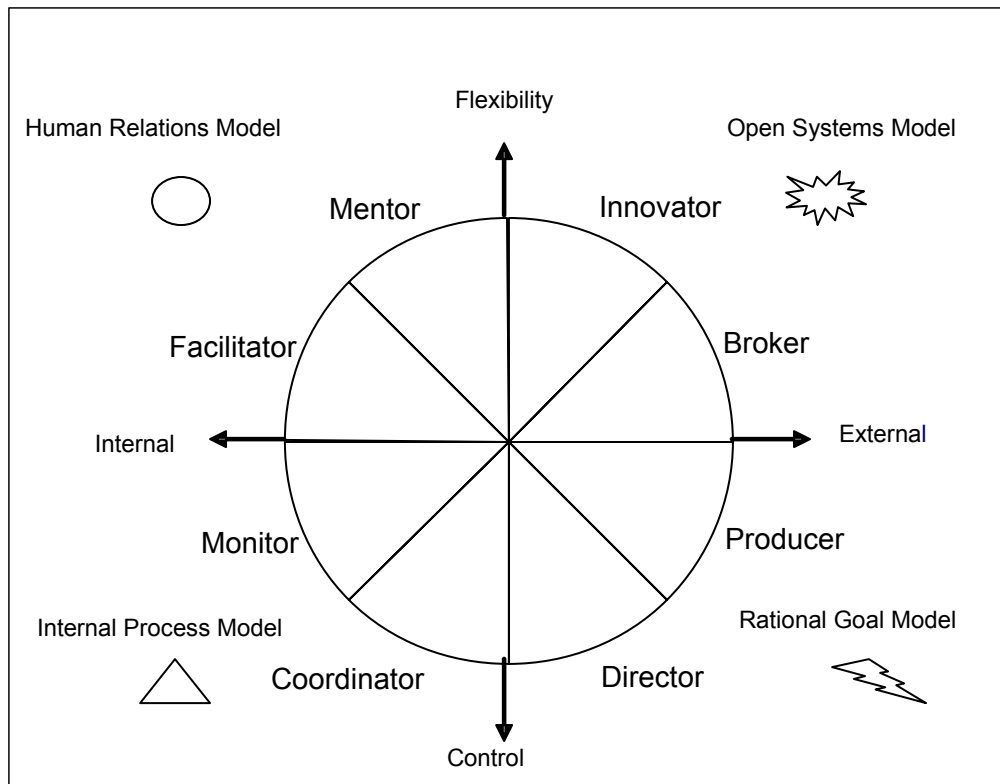 Flexibility
Human Relations Model
Open Systems Model
Mentor
Innovator
Facilitator
Broker
Internal
External
Monitor
Producer
Internal Process Model
Rational Goal Model
Coordinator
Director
Control